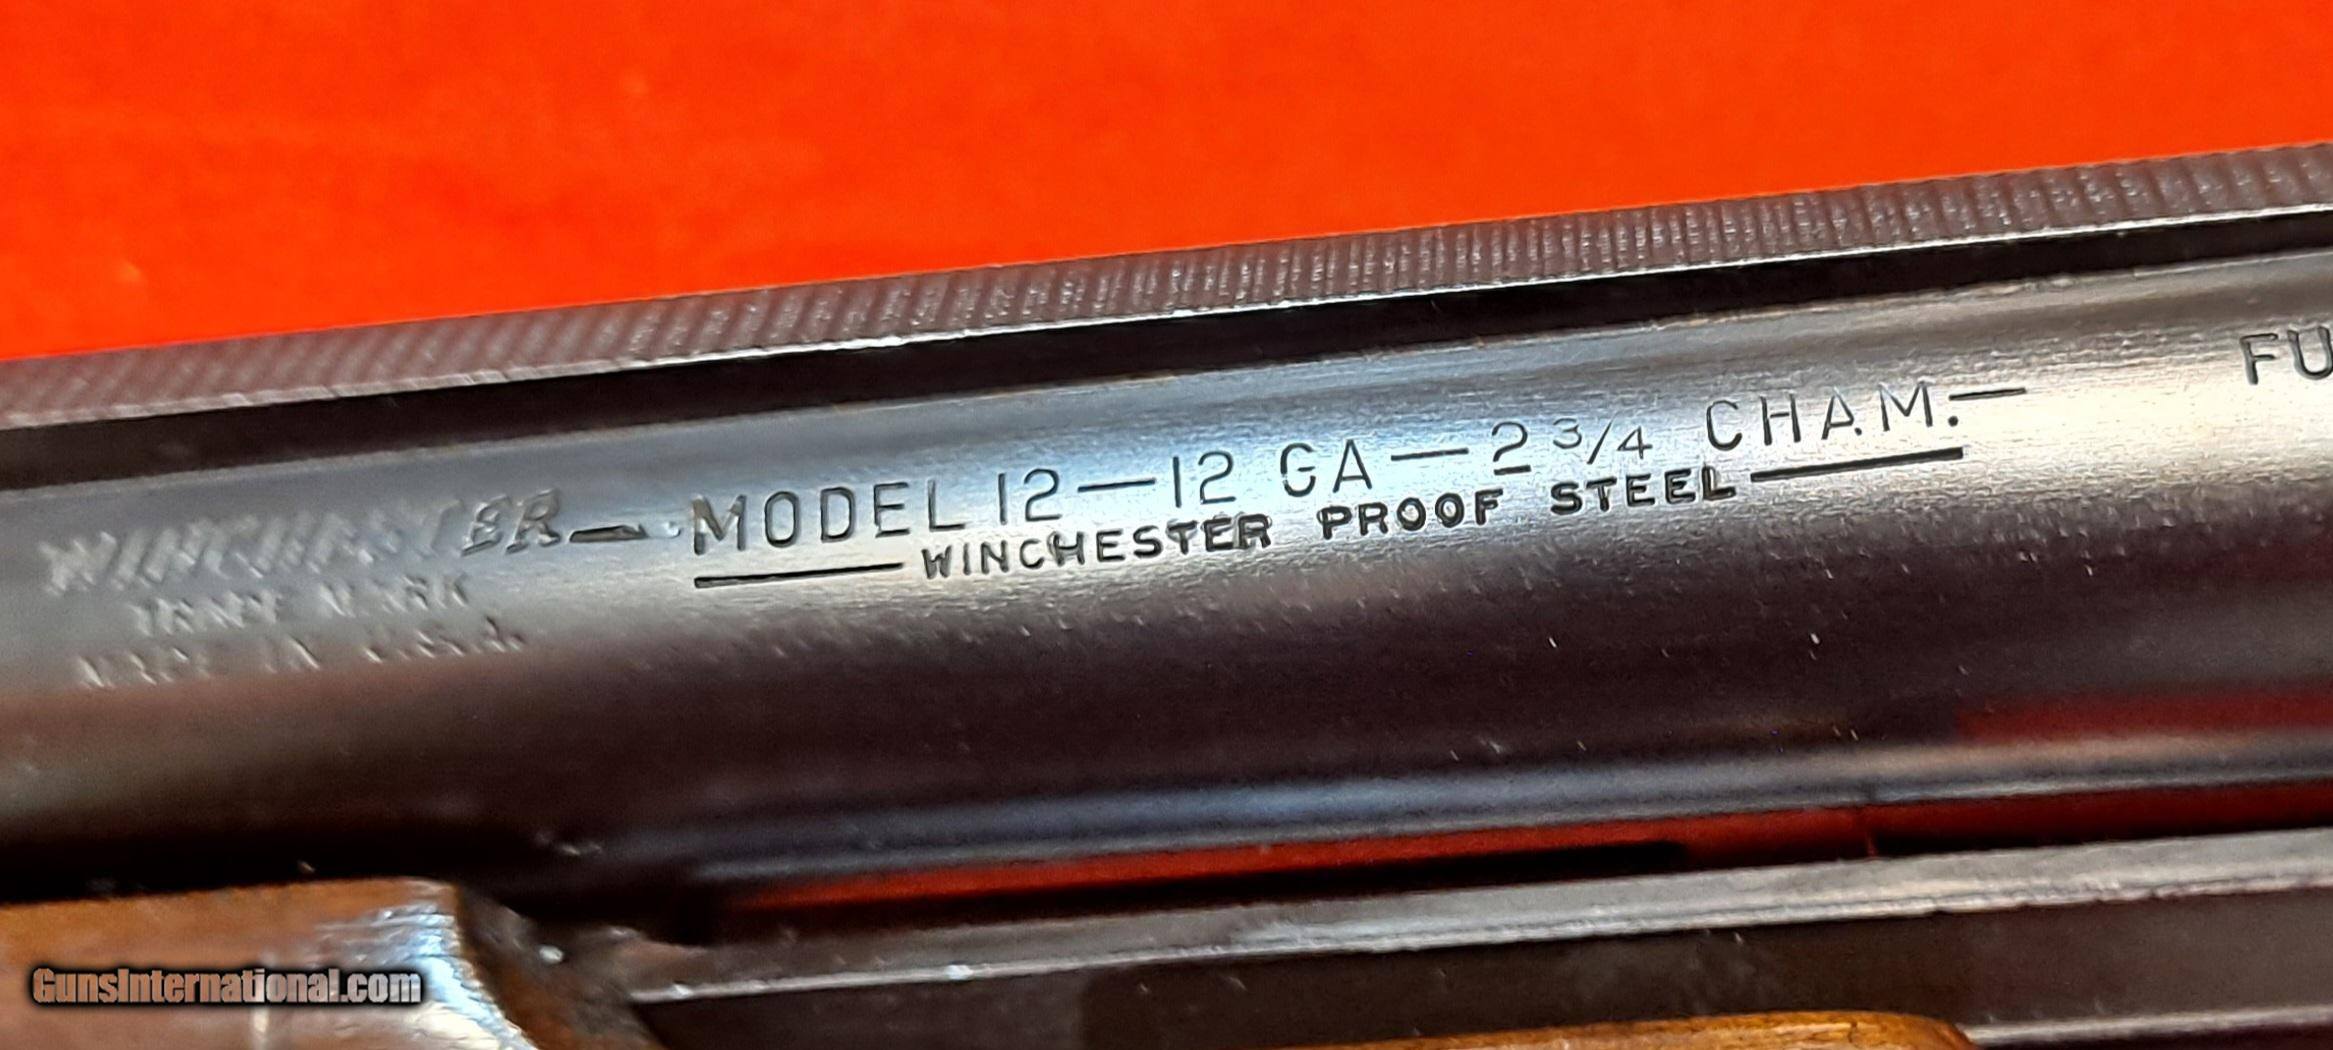 WINCHESTER—MODEL 12—12 GA—2 3/4 CHAM.— FU
TRADE MARK —WINCHESTER PROOF STEEL—
MADE IN U.S.A.
GunsInternational.com